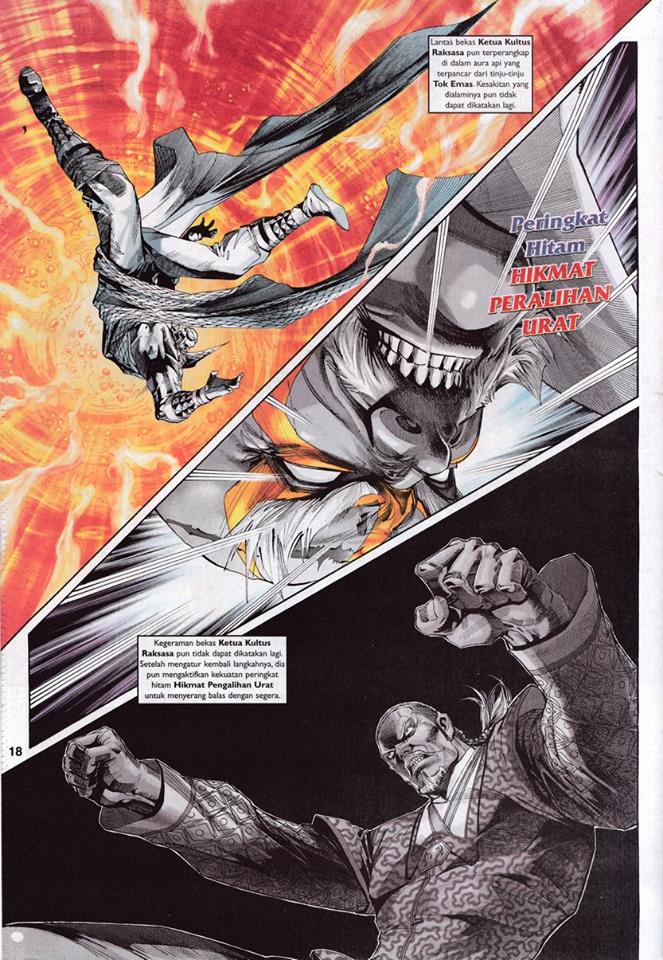 Lantas bekas Ketua Kultus
Raksasa pun terperangkap
di dalam aura api yang
terpancar dari tinju-tinju
Tok Emas. Kesakitan yang
dialaminya pun tidak
dapat dikatakan lagi.
Peringkat
Hitam
HIKMAT
PERALIHAN
URAT
Kegeraman bekas Ketua Kultus
Raksasa pun tidak dapat dikatakan lagi.
Setelah mengatur kembali langkahnya, dia
pun mengaktifkan kekuatan peringkat
hitam Hikmat Pengalihan Urat
untuk menyerang balas dengan segera.
18